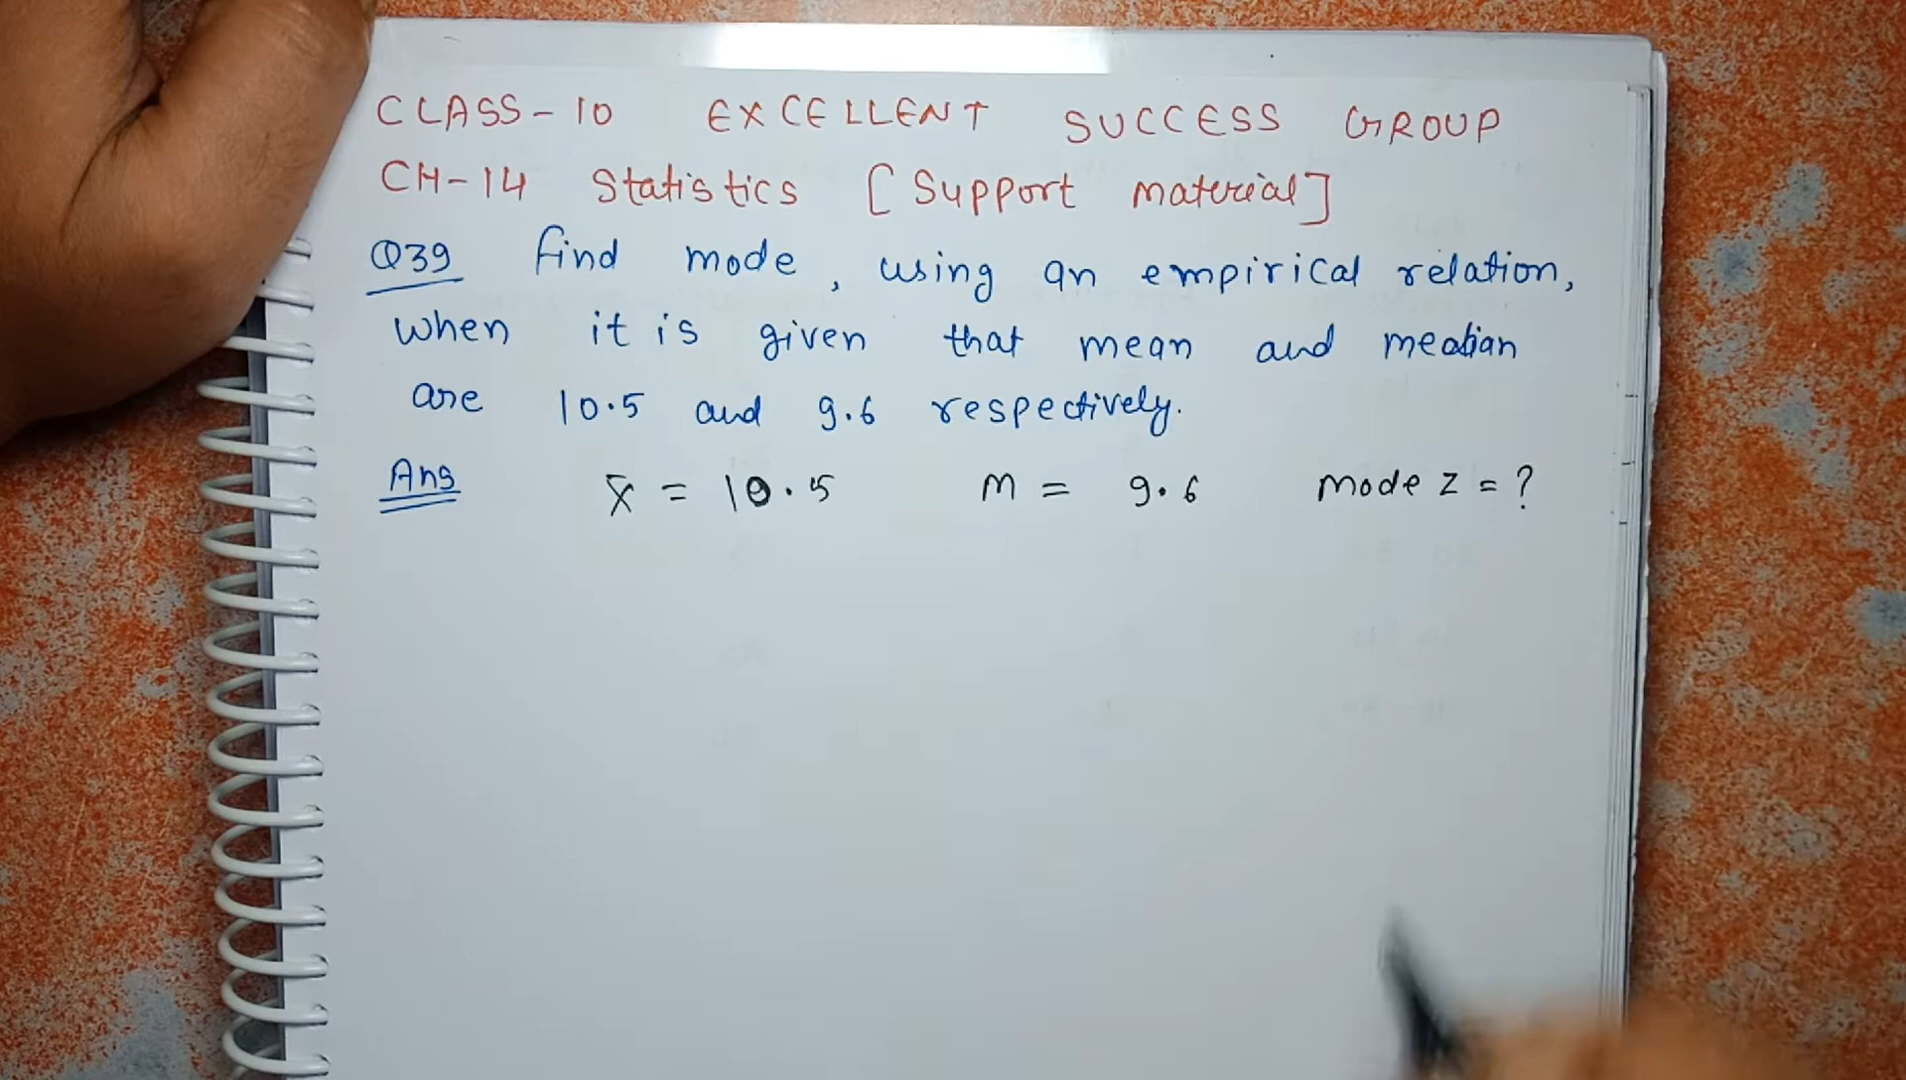 CLASS-10 EXCELLENT SUCCESS GROUP
CH-14 Statistics [Support material]
Q39 find mode, using an empirical relation,
when it is given that mean and median
are 10.5 and 9.6 respectively.
Ans x̄ = 10.5 M = 9.6 mode z = ?